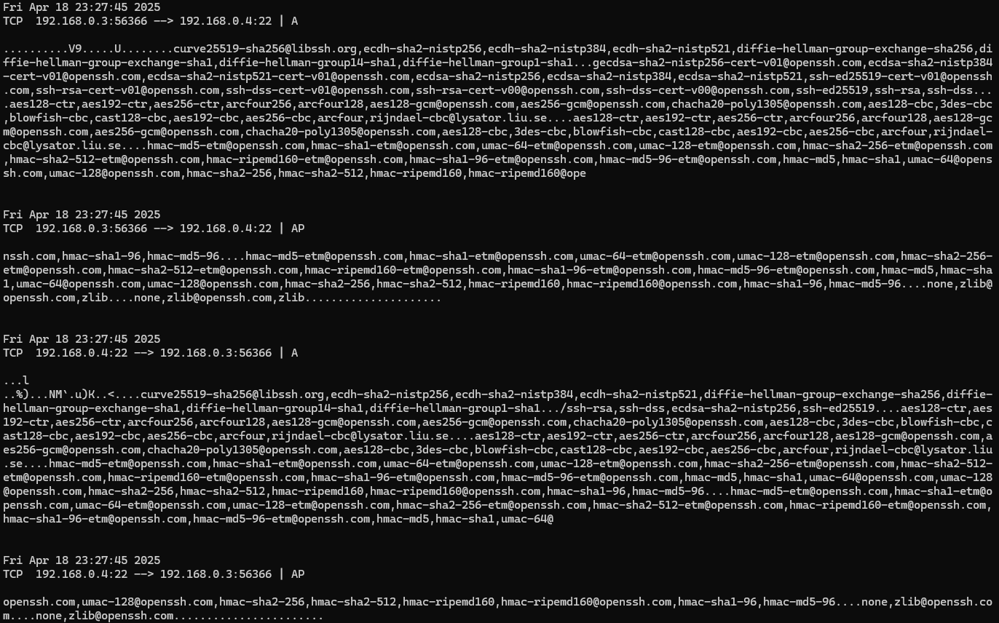 Fri Apr 18 23:27:45 2025
TCP  192.168.0.3:56366 --> 192.168.0.4:22 | A
..........V9.....U........curve25519-sha256@libssh.org,ecdh-sha2-nistp256,ecdh-sha2-nistp384,ecdh-sha2-nistp521,diffie-hellman-group-exchange-sha256,di
ffie-hellman-group-exchange-sha1,diffie-hellman-group14-sha1,diffie-hellman-group1-sha1...gecdsa-sha2-nistp256-cert-v01@openssh.com,ecdsa-sha2-nistp384
-cert-v01@openssh.com,ecdsa-sha2-nistp521-cert-v01@openssh.com,ecdsa-sha2-nistp256,ecdsa-sha2-nistp384,ecdsa-sha2-nistp521,ssh-ed25519-cert-v01@openssh
.com,ssh-rsa-cert-v01@openssh.com,ssh-dss-cert-v01@openssh.com,ssh-rsa-cert-v00@openssh.com,ssh-dss-cert-v00@openssh.com,ssh-ed25519,ssh-rsa,ssh-dss...
.aes128-ctr,aes192-ctr,aes256-ctr,arcfour256,arcfour128,aes128-gcm@openssh.com,aes256-gcm@openssh.com,chacha20-poly1305@openssh.com,aes128-cbc,3des-cbc
,blowfish-cbc,cast128-cbc,aes192-cbc,aes256-cbc,arcfour,rijndael-cbc@lysator.liu.se....aes128-ctr,aes192-ctr,aes256-ctr,arcfour256,arcfour128,aes128-gc
m@openssh.com,aes256-gcm@openssh.com,chacha20-poly1305@openssh.com,aes128-cbc,3des-cbc,blowfish-cbc,cast128-cbc,aes192-cbc,aes256-cbc,arcfour,rijndael-
cbc@lysator.liu.se....hmac-md5-etm@openssh.com,hmac-sha1-etm@openssh.com,umac-64-etm@openssh.com,umac-128-etm@openssh.com,hmac-sha2-256-etm@openssh.com
,hmac-sha2-512-etm@openssh.com,hmac-ripemd160-etm@openssh.com,hmac-sha1-96-etm@openssh.com,hmac-md5-96-etm@openssh.com,hmac-md5,hmac-sha1,umac-64@opens
sh.com,umac-128@openssh.com,hmac-sha2-256,hmac-sha2-512,hmac-ripemd160,hmac-ripemd160@ope
Fri Apr 18 23:27:45 2025
TCP  192.168.0.3:56366 --> 192.168.0.4:22 | AP
nssh.com,hmac-sha1-96,hmac-md5-96....hmac-md5-etm@openssh.com,hmac-sha1-etm@openssh.com,umac-64-etm@openssh.com,umac-128-etm@openssh.com,hmac-sha2-256-
etm@openssh.com,hmac-sha2-512-etm@openssh.com,hmac-ripemd160-etm@openssh.com,hmac-sha1-96-etm@openssh.com,hmac-md5-96-etm@openssh.com,hmac-md5,hmac-sha
1,umac-64@openssh.com,umac-128@openssh.com,hmac-sha2-256,hmac-sha2-512,hmac-ripemd160,hmac-ripemd160@openssh.com,hmac-sha1-96,hmac-md5-96....none,zlib@
openssh.com,zlib....none,zlib@openssh.com,zlib.....................
Fri Apr 18 23:27:45 2025
TCP  192.168.0.4:22 --> 192.168.0.3:56366 | A
...l
..%)...NM`.u)K..<....curve25519-sha256@libssh.org,ecdh-sha2-nistp256,ecdh-sha2-nistp384,ecdh-sha2-nistp521,diffie-hellman-group-exchange-sha256,diffie-
hellman-group-exchange-sha1,diffie-hellman-group14-sha1,diffie-hellman-group1-sha1.../ssh-rsa,ssh-dss,ecdsa-sha2-nistp256,ssh-ed25519....aes128-ctr,aes
192-ctr,aes256-ctr,arcfour256,arcfour128,aes128-gcm@openssh.com,aes256-gcm@openssh.com,chacha20-poly1305@openssh.com,aes128-cbc,3des-cbc,blowfish-cbc,c
ast128-cbc,aes192-cbc,aes256-cbc,arcfour,rijndael-cbc@lysator.liu.se....aes128-ctr,aes192-ctr,aes256-ctr,arcfour256,arcfour128,aes128-gcm@openssh.com,a
es256-gcm@openssh.com,chacha20-poly1305@openssh.com,aes128-cbc,3des-cbc,blowfish-cbc,cast128-cbc,aes192-cbc,aes256-cbc,arcfour,rijndael-cbc@lysator.liu
.se....hmac-md5-etm@openssh.com,hmac-sha1-etm@openssh.com,umac-64-etm@openssh.com,umac-128-etm@openssh.com,hmac-sha2-256-etm@openssh.com,hmac-sha2-512-
etm@openssh.com,hmac-ripemd160-etm@openssh.com,hmac-sha1-96-etm@openssh.com,hmac-md5-96-etm@openssh.com,hmac-md5,hmac-sha1,umac-64@openssh.com,umac-128
@openssh.com,hmac-sha2-256,hmac-sha2-512,hmac-ripemd160,hmac-ripemd160@openssh.com,hmac-sha1-96,hmac-md5-96....hmac-md5-etm@openssh.com,hmac-sha1-etm@o
penssh.com,umac-64-etm@openssh.com,umac-128-etm@openssh.com,hmac-sha2-256-etm@openssh.com,hmac-sha2-512-etm@openssh.com,hmac-ripemd160-etm@openssh.com,
hmac-sha1-96-etm@openssh.com,hmac-md5-96-etm@openssh.com,hmac-md5,hmac-sha1,umac-64@
Fri Apr 18 23:27:45 2025
TCP  192.168.0.4:22 --> 192.168.0.3:56366 | AP
openssh.com,umac-128@openssh.com,hmac-sha2-256,hmac-sha2-512,hmac-ripemd160,hmac-ripemd160@openssh.com,hmac-sha1-96,hmac-md5-96....none,zlib@openssh.co
m....none,zlib@openssh.com.......................